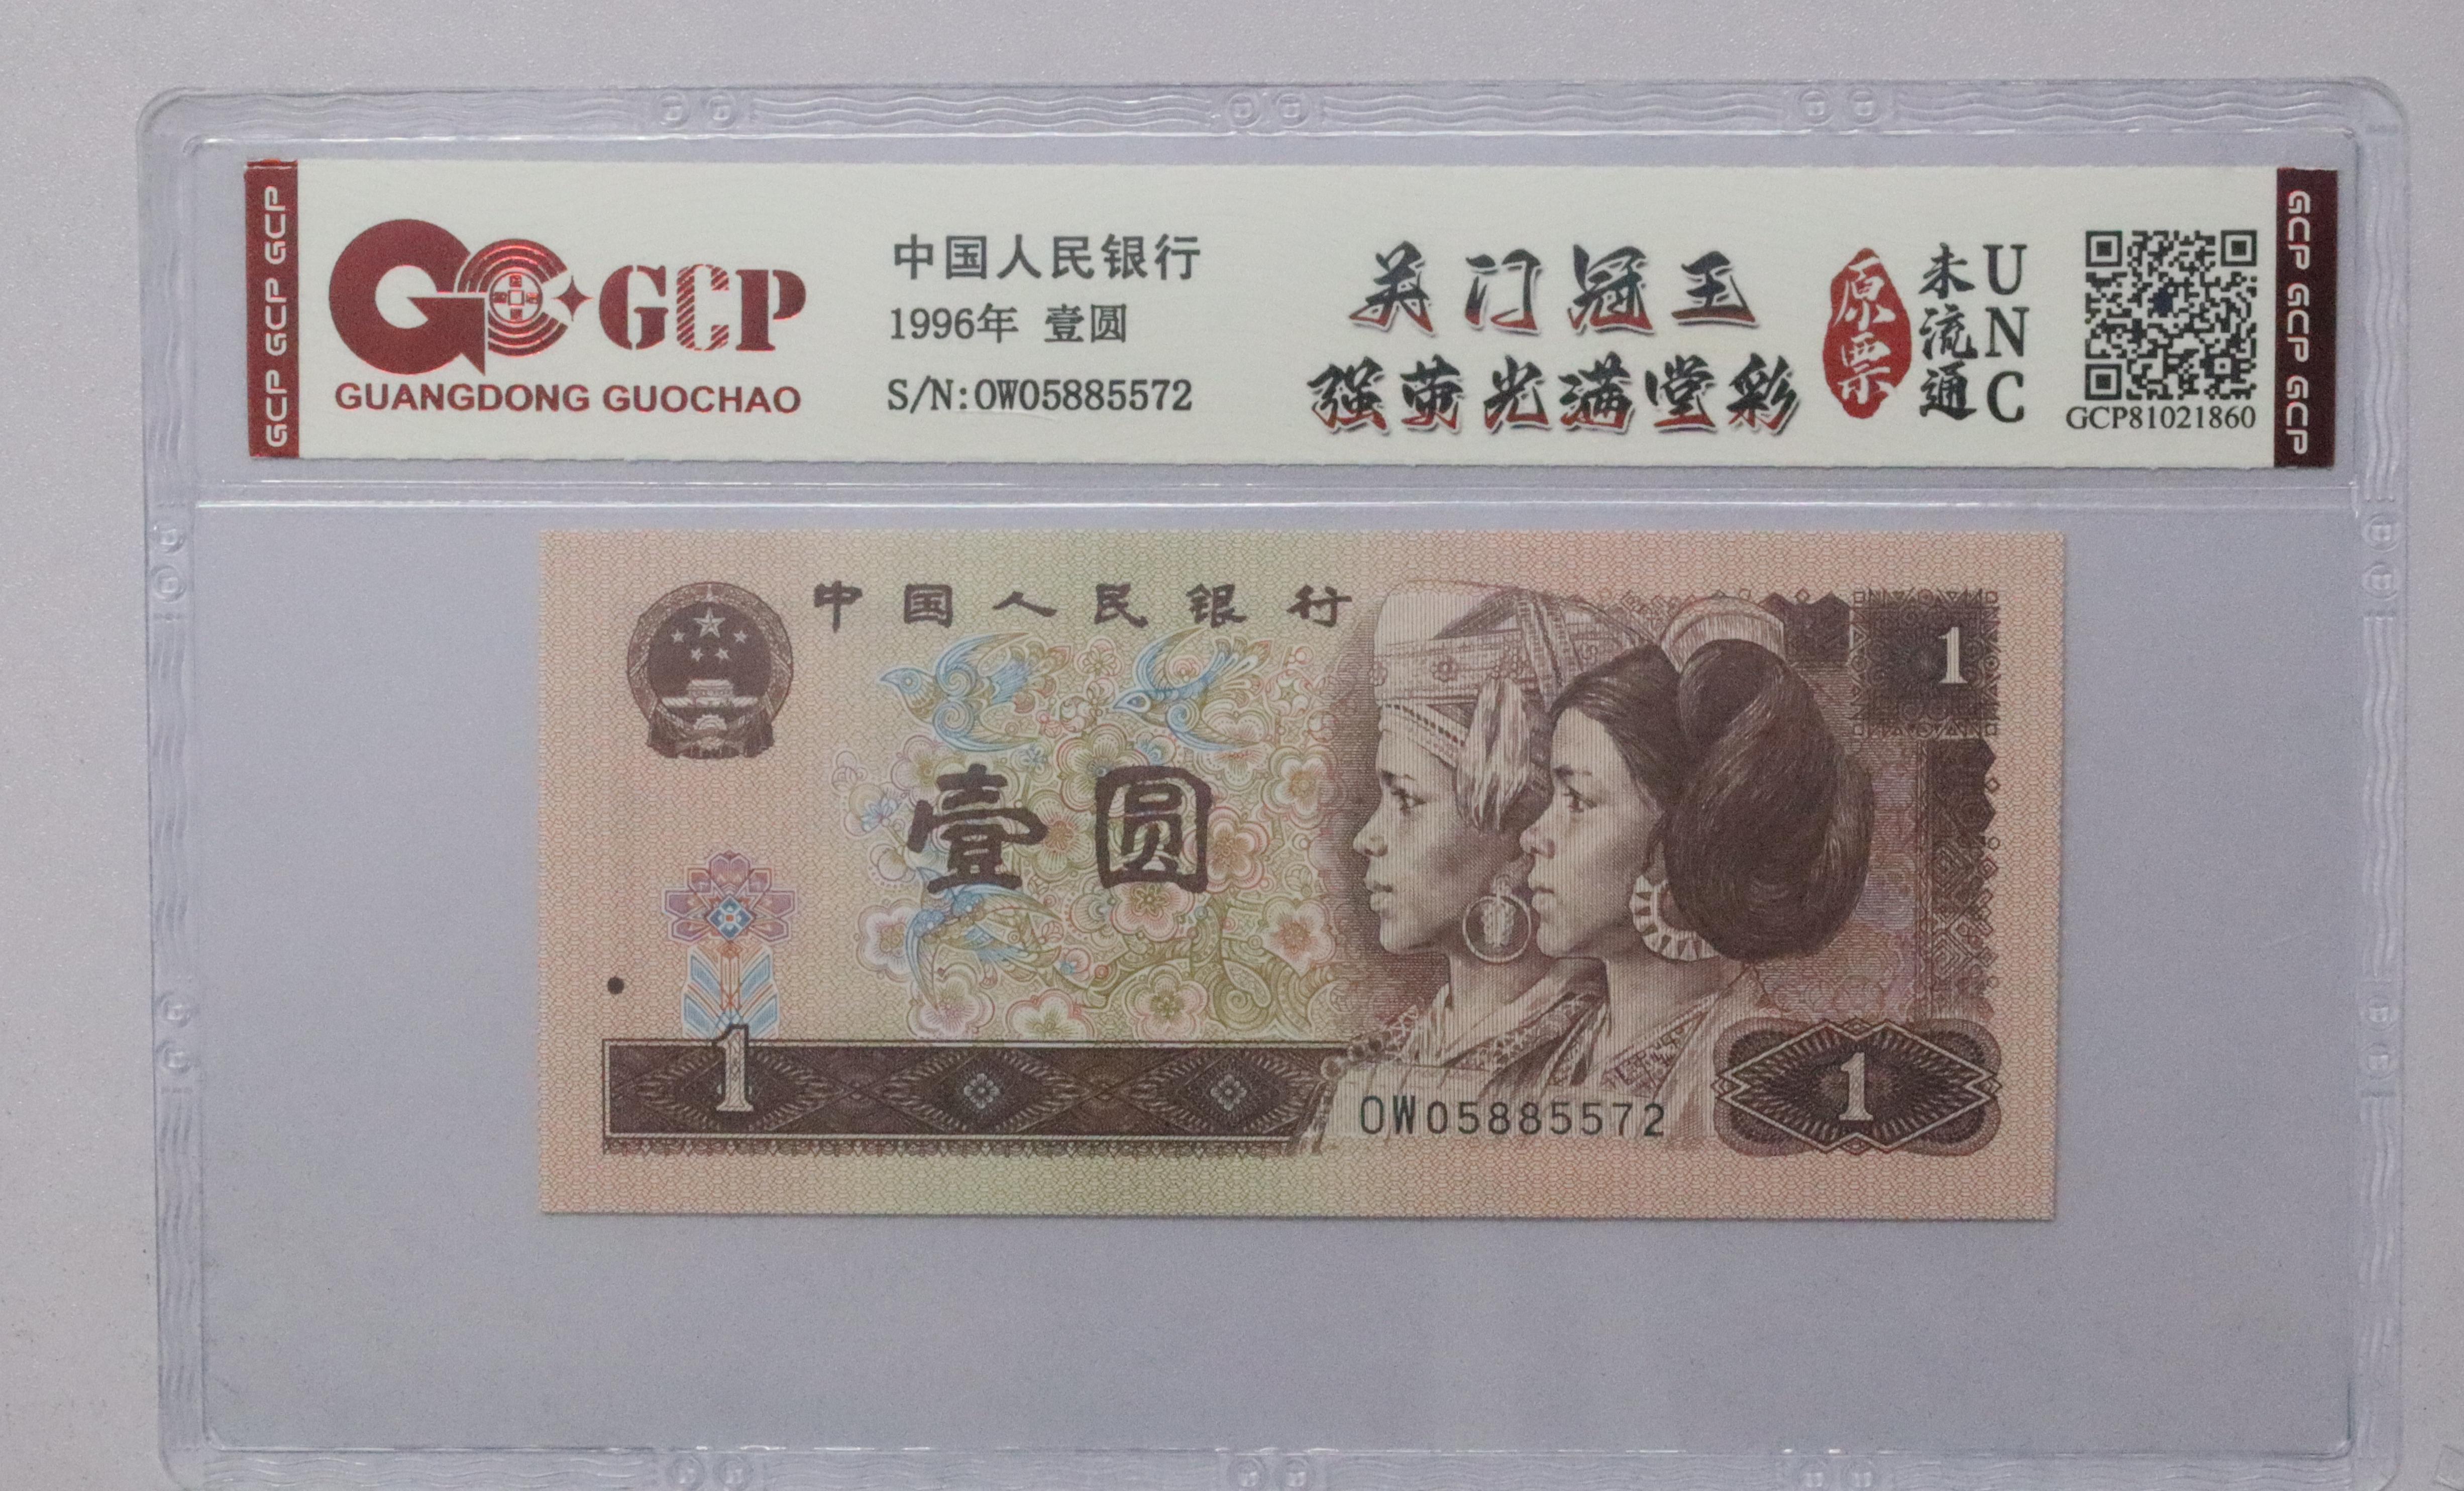 GCP GCP GCP
GCP
GUANGDONG GUOCHAO
中国人民银行
1996年 壹圆
S/N:OW05885572
关门冠王
强荧光满堂彩
原票
未流通
UNC
GCP81021860
GCP GCP GCP
中国人民银行
1
壹圆
1
OW05885572
1